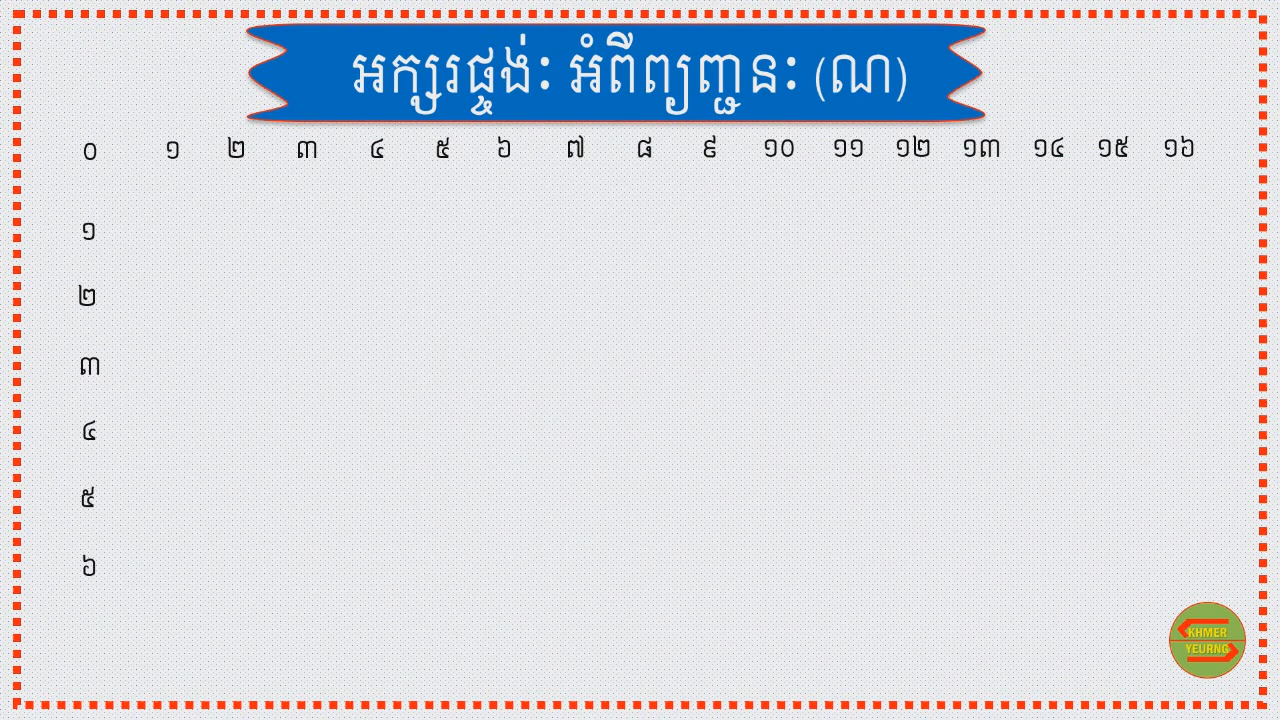 អក្សរផ្ទង់ៈ អំពីព្យញ្ជនៈ (ណ)
០ ១ ២ ៣ ៤ ៥ ៦ ៧ ៨ ៩ ១០ ១១ ១២ ១៣ ១៤ ១៥ ១៦
១
២
៣
៤
៥
៦
KHMER
YEURNG